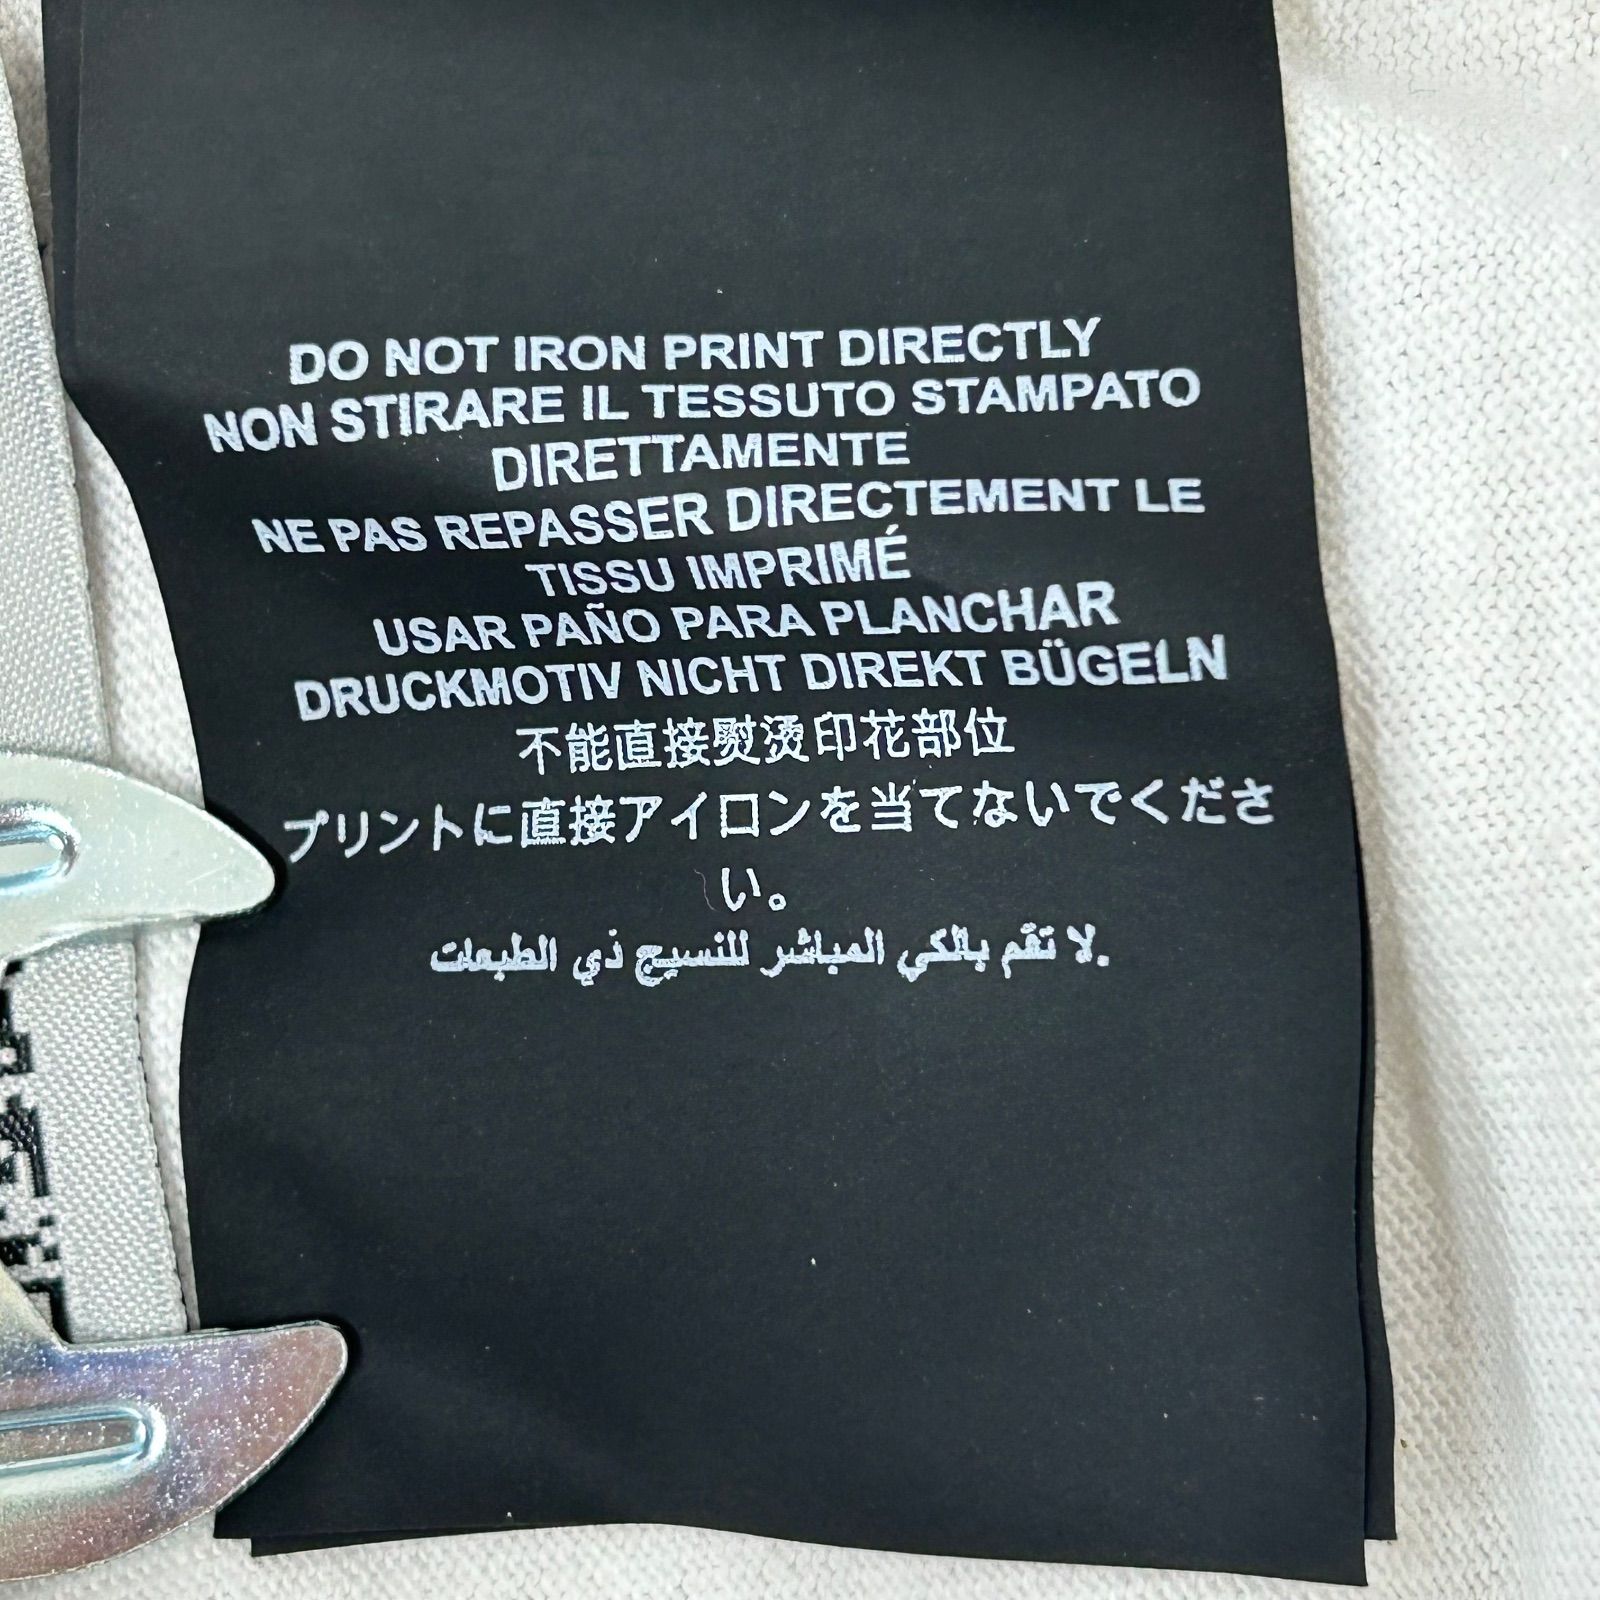 DO NOT IRON PRINT DIRECTLY
NON STIRARE IL TESSUTO STAMPATO
DIRETTAMENTE
NE PAS REPASSER DIRECTEMENT LE
TISSU IMPRIMÉ
USAR PAÑO PARA PLANCHAR
DRUCKMOTIV NICHT DIREKT BÜGELN
不能直接熨烫印花部位
プリントに直接アイロンを当てないでくださ
い。
لا تقم بالكي المباشر للنسيج ذي الطبعات.